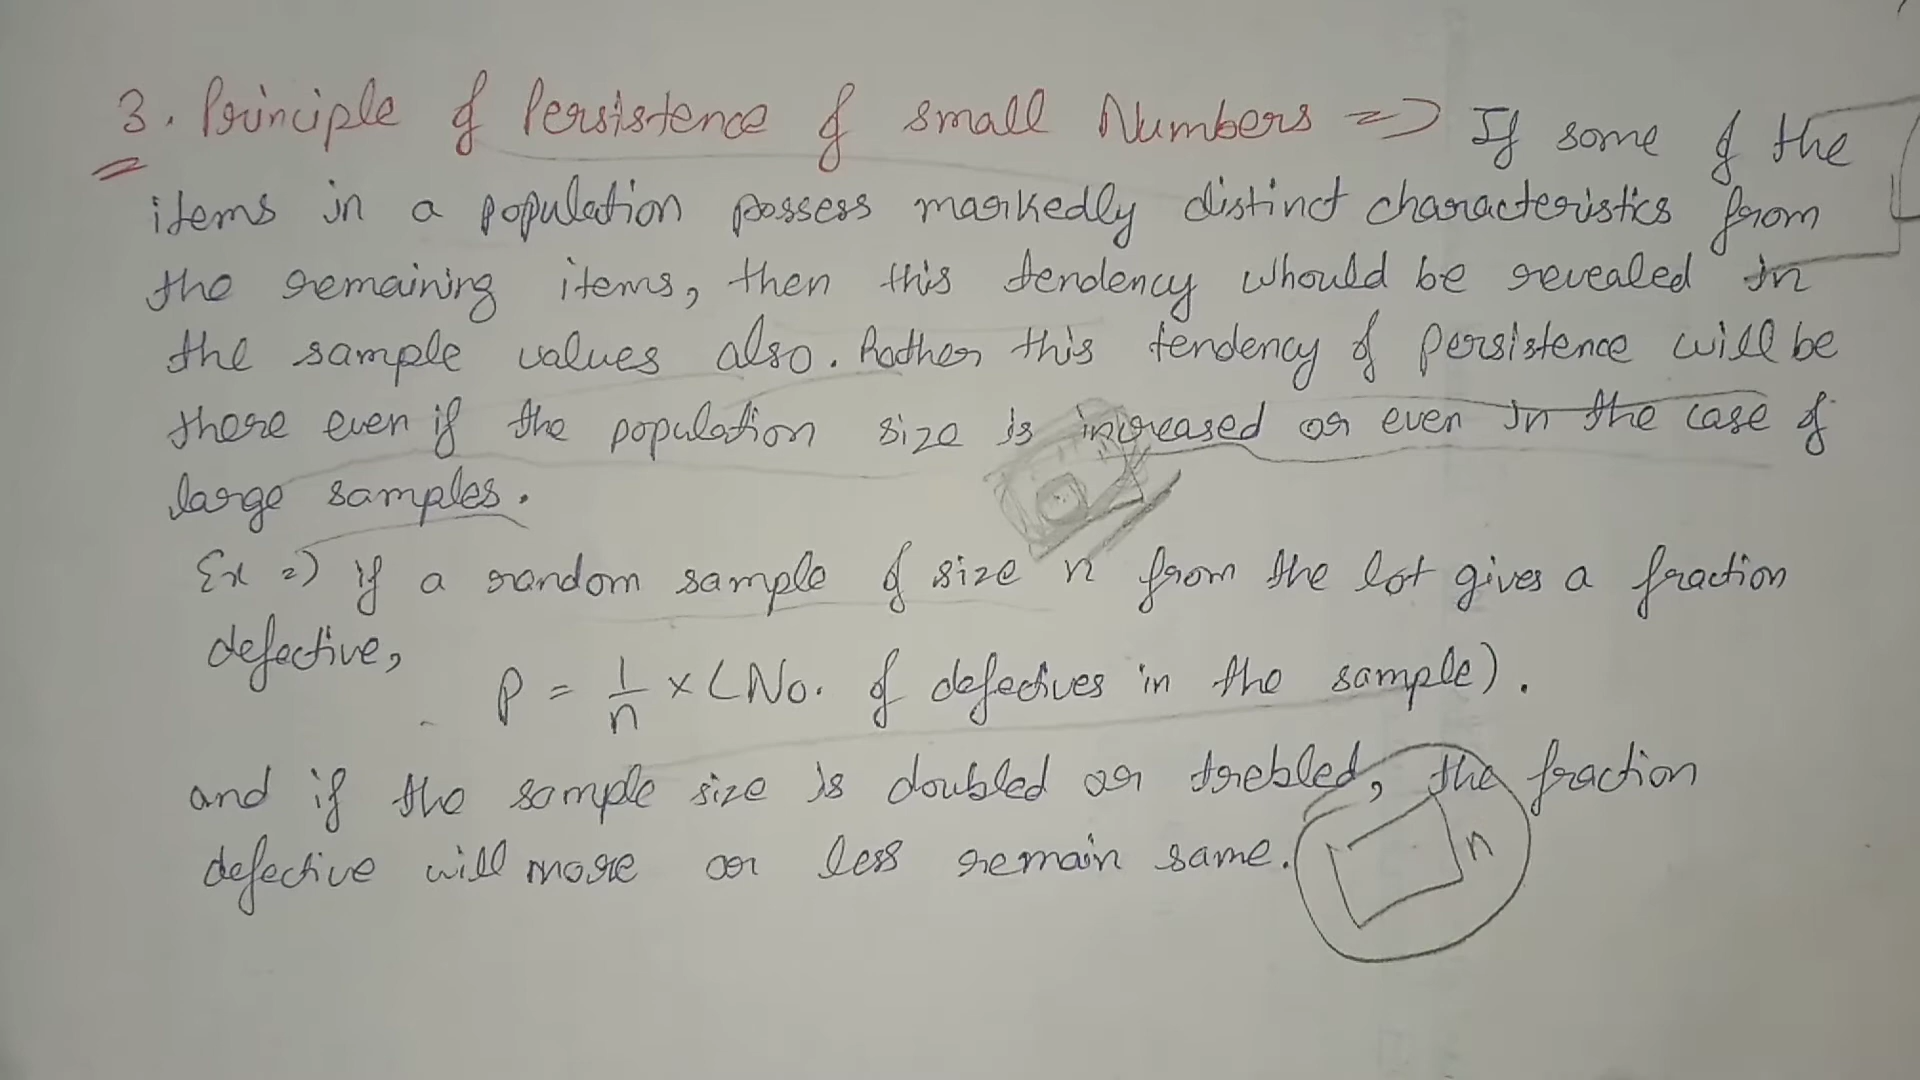 3. Principle of Persistence of small Numbers => If some of the
items in a population possess markedly distinct characteristics from
the remaining items, then this tendency whould be revealed in
the sample values also. Rather this tendency of persistence will be
there even if the population size is increased or even in the case of
large samples.
Ex => if a random sample of size n from the lot gives a fraction
defective,
P = 1/n × (No. of defectives in the sample).
and if the sample size is doubled or trebled, the fraction
defective will more or less remain same.
n